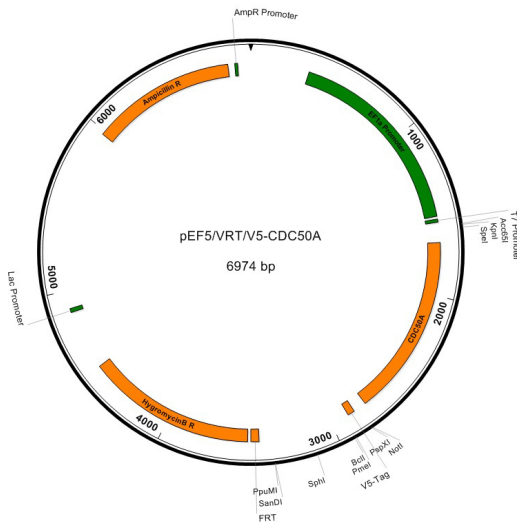 AmpR Promoter
Ampicillin R
6000
EF1a Promoter
1000
T7 Promoter
Acc65I
KpnI
SpeI
pEF5/VRT/V5-CDC50A
6974 bp
Lac Promoter
5000
2000
CDC50A
HygromycinB R
4000
3000
NotI
PspXI
V5-Tag
BclI
PmeI
SphI
PpuMI
SanDI
FRT